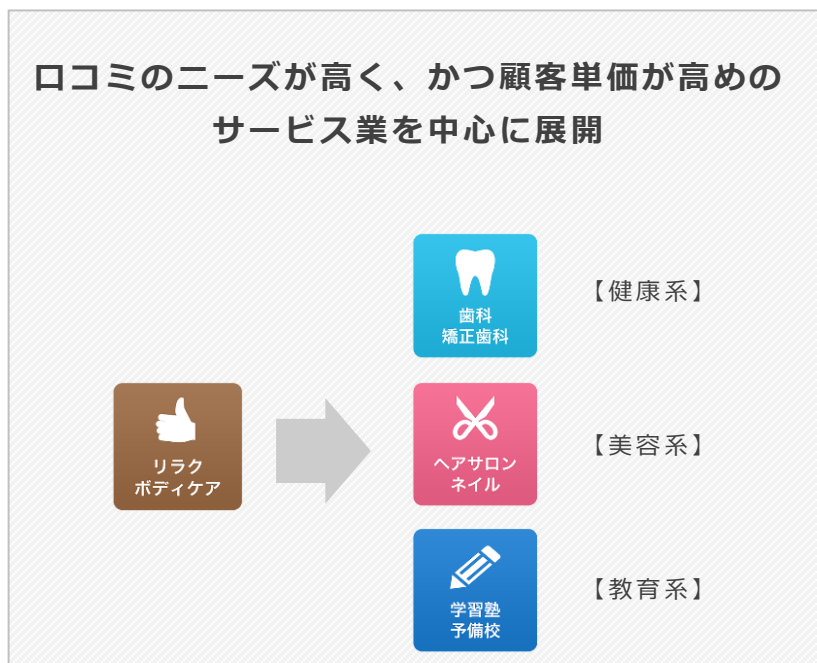 口コミのニーズが高く、かつ顧客単価が高めの
サービス業を中心に展開
歯科
矯正歯科
【健康系】
リラク
ボディケア
ヘアサロン
ネイル
【美容系】
学習塾
予備校
【教育系】